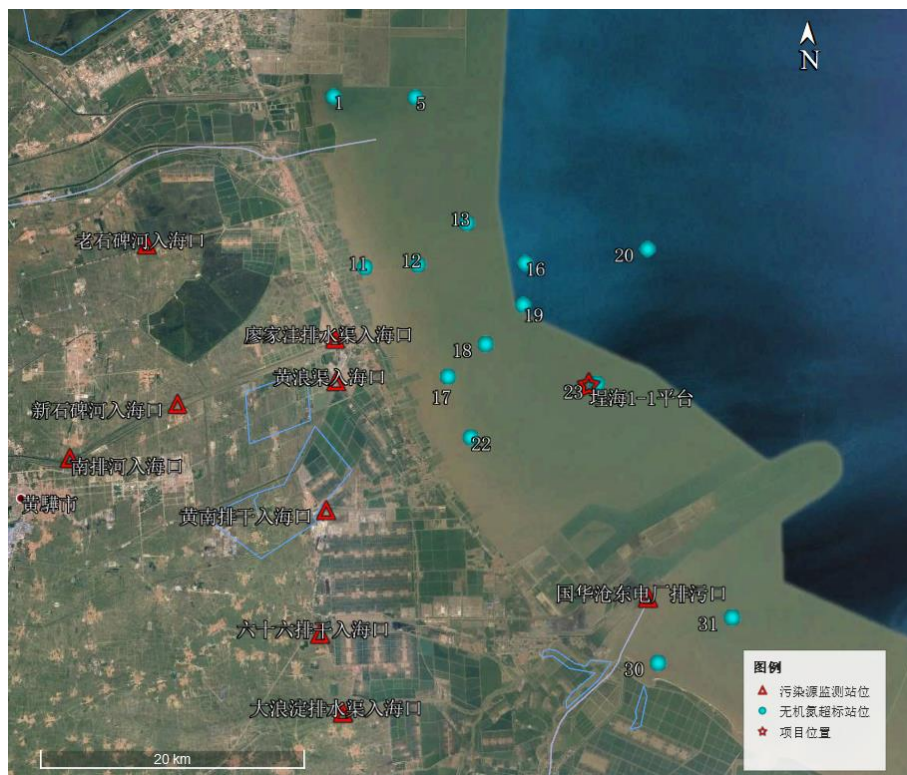 N
1
5
13
老石碑河入海口
11
12
16
20
19
廖家洼排水渠入海口
18
黄浪渠入海口
17
23
埕海1-1平台
新石碑河入海口
22
南排河入海口
黄骅市
黄南排干入海口
国华沧东电厂排污口
31
六十六排干入海口
30
大浪淀排水渠入海口
图例
污染源监测站位
无机氮超标站位
项目位置
20 km